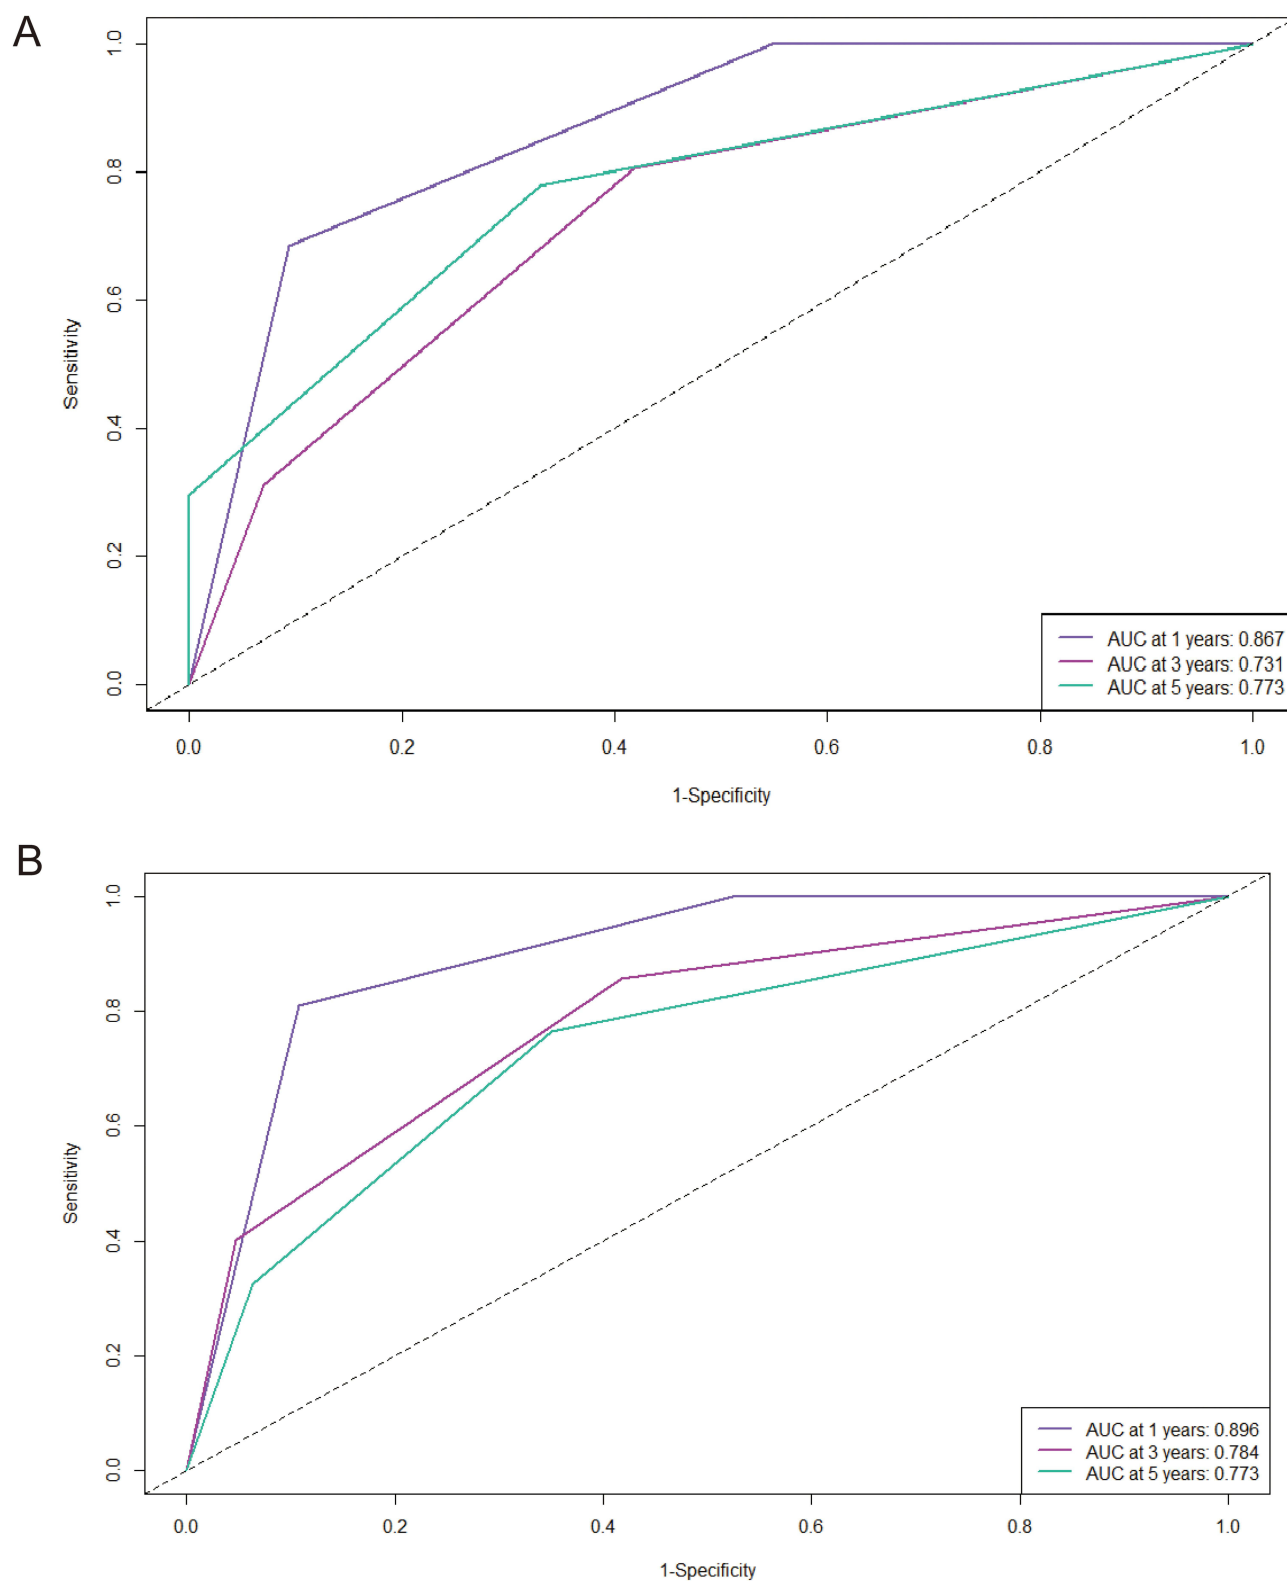 A
1.0
0.8
0.6
0.4
0.2
0.0
Sensitivity
AUC at 1 years: 0.867
AUC at 3 years: 0.731
AUC at 5 years: 0.773
0.0 0.2 0.4 0.6 0.8 1.0
1-Specificity
B
1.0
0.8
0.6
0.4
0.2
0.0
Sensitivity
AUC at 1 years: 0.896
AUC at 3 years: 0.784
AUC at 5 years: 0.773
0.0 0.2 0.4 0.6 0.8 1.0
1-Specificity